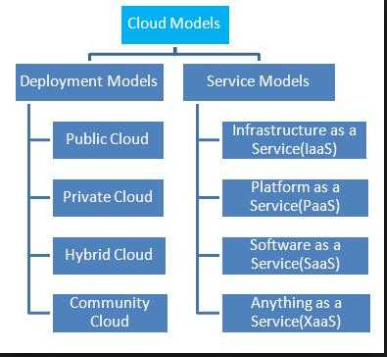 Cloud Models
Deployment Models
Public Cloud
Private Cloud
Hybrid Cloud
Community
Cloud
Service Models
Infrastructure as a
Service(IaaS)
Platform as a
Service(PaaS)
Software as a
Service(SaaS)
Anything as a
Service(XaaS)